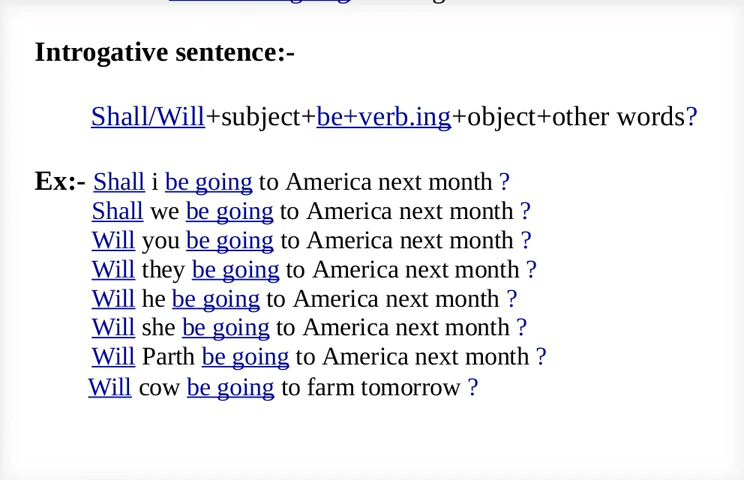 Introgative sentence:-
Shall/Will+subject+be+verb.ing+object+other words?
Ex:- Shall i be going to America next month ?
Shall we be going to America next month ?
Will you be going to America next month ?
Will they be going to America next month ?
Will he be going to America next month ?
Will she be going to America next month ?
Will Parth be going to America next month ?
Will cow be going to farm tomorrow ?